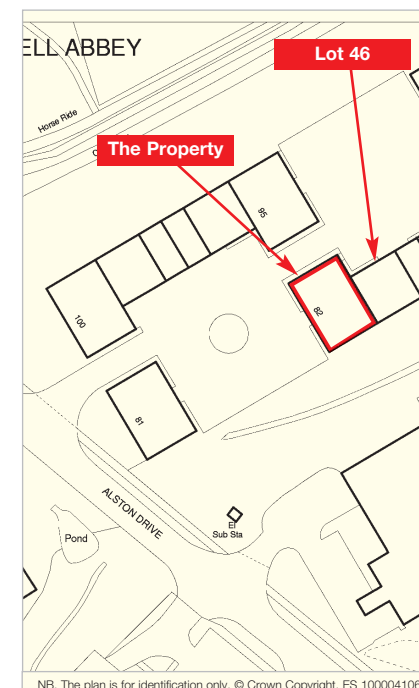 ELL ABBEY
Lot 46
Horse Ride
The Property
95
82
100
81
ALSTON DRIVE
El
Sub Sta
Pond
NB. The plan is for identification only. © Crown Copyright, ES 100004106